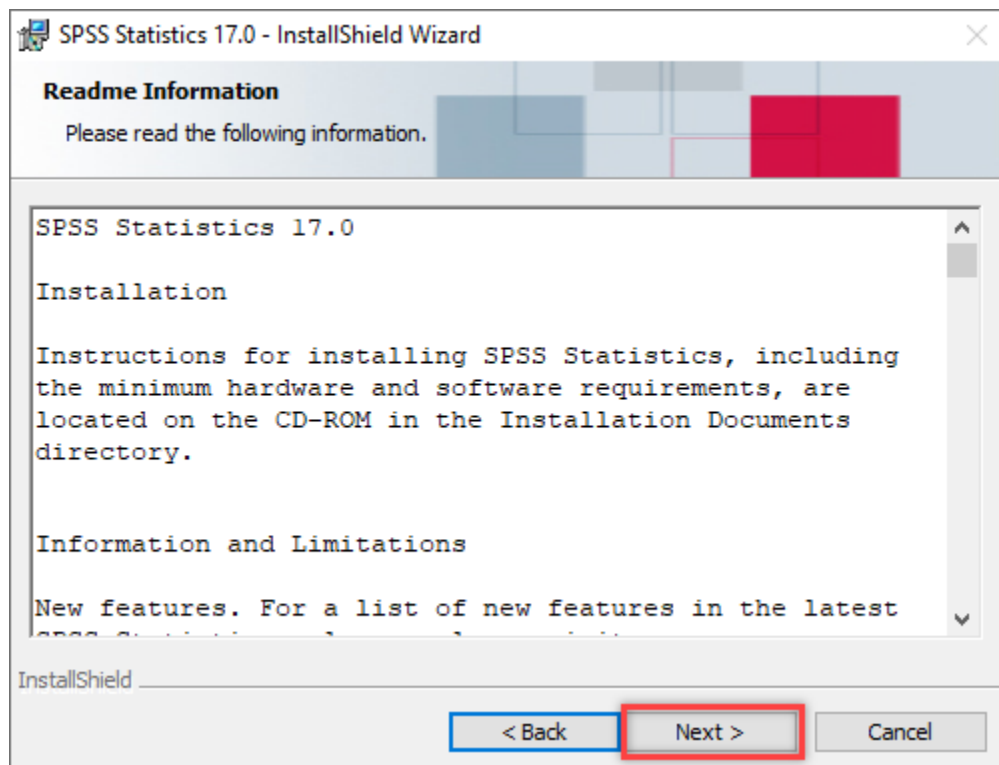 SPSS Statistics 17.0 - InstallShield Wizard
Readme Information
Please read the following information.
SPSS Statistics 17.0
Installation
Instructions for installing SPSS Statistics, including
the minimum hardware and software requirements, are
located on the CD-ROM in the Installation Documents
directory.
Information and Limitations
New features. For a list of new features in the latest
InstallShield
< Back
Next >
Cancel